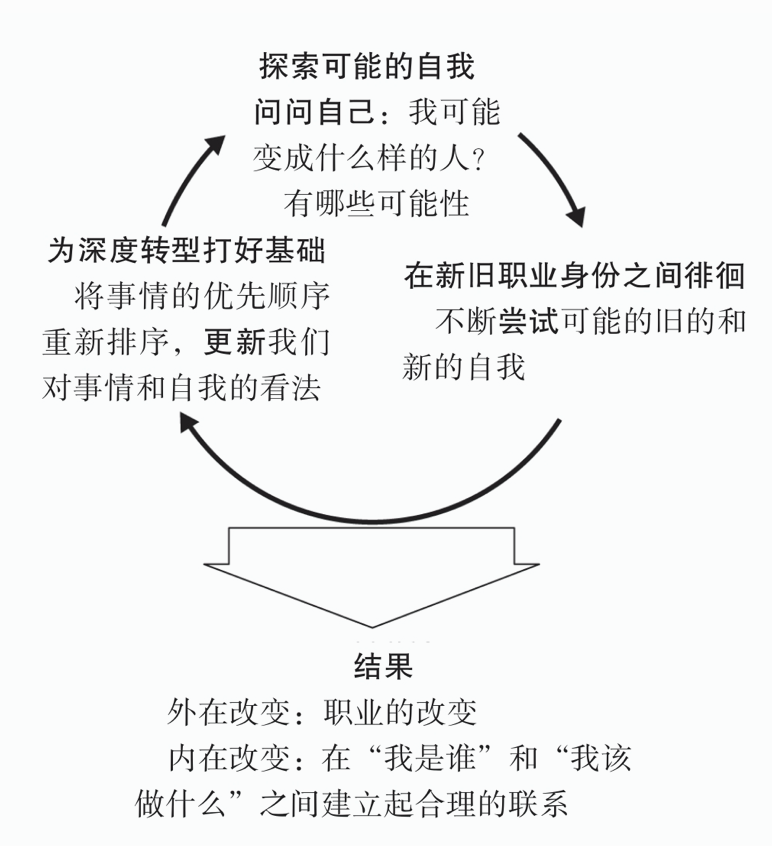 探索可能的自我
问问自己：我可能
变成什么样的人？
有哪些可能性
在新旧职业身份之间徘徊
不断尝试可能的旧的和
新的自我
为深度转型打好基础
将事情的优先顺序
重新排序，更新我们
对事情和自我的看法
结果
外在改变：职业的改变
内在改变：在“我是谁”和“我该
做什么”之间建立起合理的联系